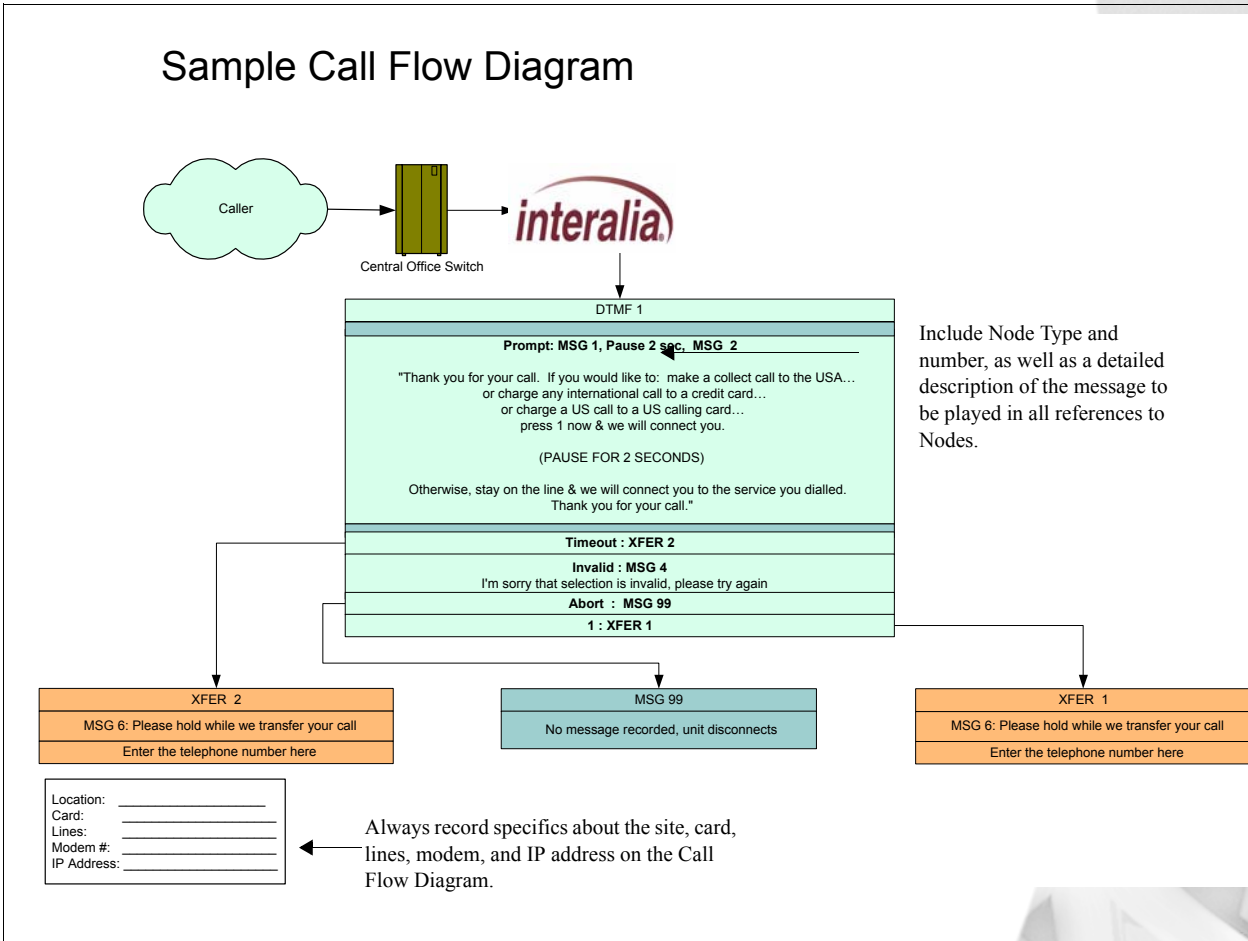 Sample Call Flow Diagram
Caller
Central Office Switch
interalia
DTMF 1
Prompt: MSG 1, Pause 2 sec,  MSG  2
"Thank you for your call.  If you would like to:  make a collect call to the USA…
or charge any international call to a credit card…
or charge a US call to a US calling card…
press 1 now & we will connect you.
(PAUSE FOR 2 SECONDS)
Otherwise, stay on the line & we will connect you to the service you dialled.
Thank you for your call."
Timeout : XFER 2
Invalid : MSG 4
I'm sorry that selection is invalid, please try again
Abort  :  MSG 99
1 : XFER 1
Include Node Type and
number, as well as a detailed
description of the message to
be played in all references to
Nodes.
XFER  2
MSG 6: Please hold while we transfer your call
Enter the telephone number here
MSG 99
No message recorded, unit disconnects
XFER  1
MSG 6: Please hold while we transfer your call
Enter the telephone number here
Location: ____________________
Card: ____________________
Lines: ____________________
Modem #: ____________________
IP Address: ____________________
Always record specifics about the site, card,
lines, modem, and IP address on the Call
Flow Diagram.